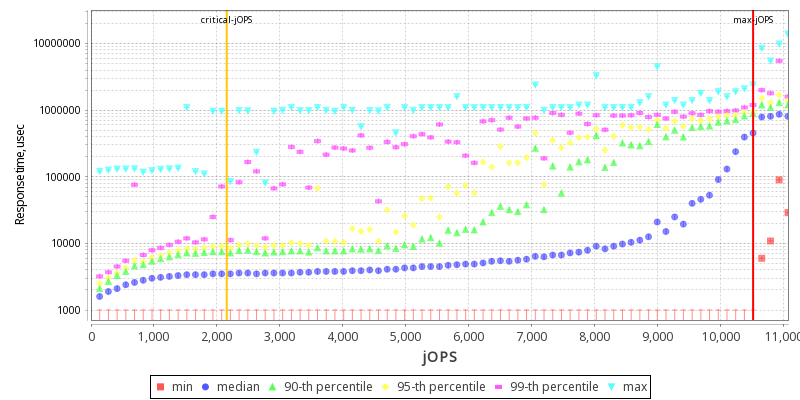 critical-jOPS
max-jOPS
10000000
1000000
100000
10000
1000
Response time, usec
0
1,000
2,000
3,000
4,000
5,000
6,000
7,000
8,000
9,000
10,000
11,000
jOPS
min
median
90-th percentile
95-th percentile
99-th percentile
max